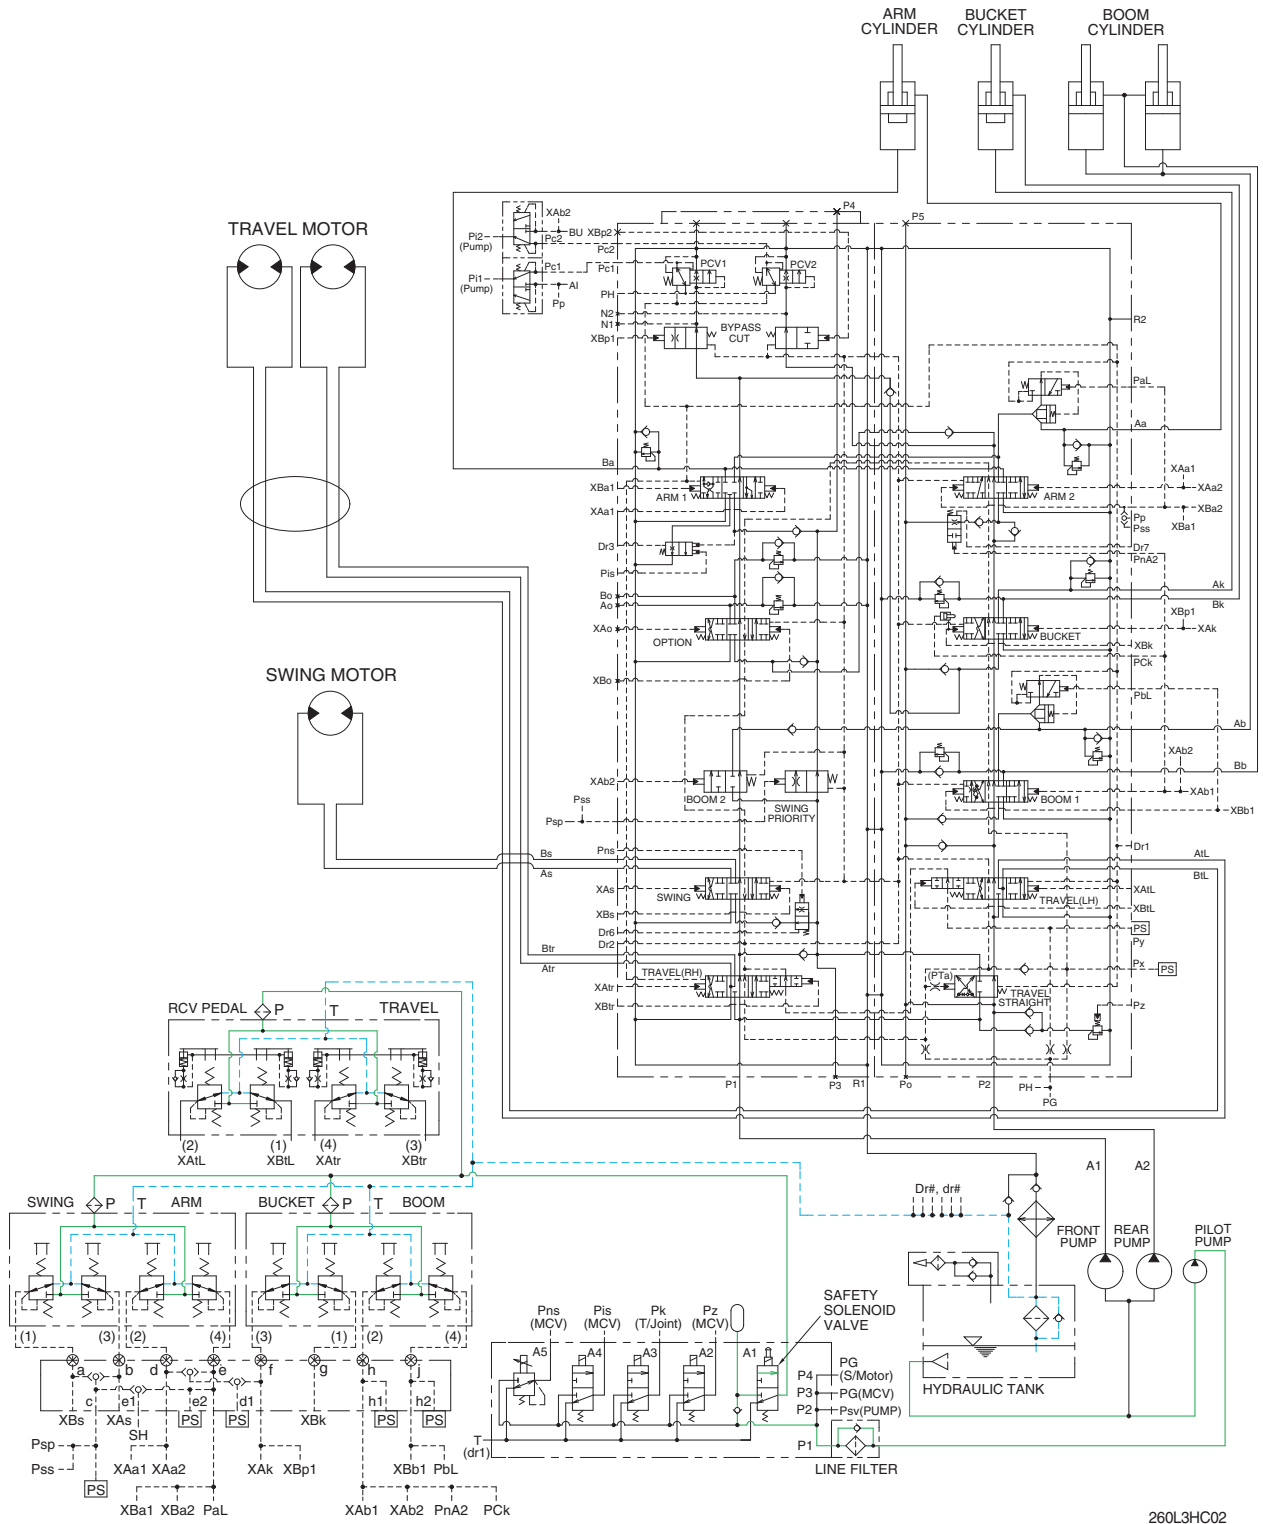 ARM
CYLINDER
BUCKET
CYLINDER
BOOM
CYLINDER
TRAVEL MOTOR
SWING MOTOR
XAb2
BU
Pi2
(Pump)
Pc2
Pi1
(Pump)
Pc1
AI
Pp
XBp2
Pc2
Pc1
PH
N2
N1
XBp1
P4
P5
PCV1
PCV2
BYPASS
CUT
R2
PaL
Aa
Ba
XBa1
ARM 1
XAa1
Dr3
Pis
Bo
Ao
XAo
OPTION
XBo
XAa1
XAa2
ARM 2
XBa2
Pp
Pss
XBa1
Dr7
PnA2
Ak
Bk
XBp1
XAk
BUCKET
XBk
PCk
PbL
Ab
XAb2
Bb
XAb1
XBb1
BOOM 1
XAb2
BOOM 2
SWING
PRIORITY
Pss
Psp
Pns
Bs
As
XAs
SWING
XBs
Dr6
Dr2
Btr
Atr
TRAVEL(RH)
XAtr
XBtr
Dr1
AtL
BtL
XAtL
TRAVEL(LH)
XBtL
PS
Py
Px
PS
(PTa)
TRAVEL
STRAIGHT
Pz
P1
P3
R1
Po
P2
PH
PG
RCV PEDAL
P
T
TRAVEL
(2)
XAtL
(1)
XBtL
(4)
XAtr
(3)
XBtr
SWING
P
T
ARM
BUCKET
P
T
BOOM
(1)
(3)
(2)
(4)
(3)
(1)
(2)
(4)
a
b
d
e
f
g
h
j
c
e1
e2
d1
h1
h2
XBs
XAs
PS
PS
XBk
PS
PS
SH
Psp
Pss
PS
XAa1
XAa2
XAk
XBp1
XBb1
PbL
XBa1
XBa2
PaL
XAb1
XAb2
PnA2
PCk
Pns
(MCV)
Pis
(MCV)
Pk
(T/Joint)
Pz
(MCV)
SAFETY
SOLENOID
VALVE
A5
A4
A3
A2
A1
P4
PG
(S/Motor)
P3
PG(MCV)
P2
Psv(PUMP)
P1
T
(dr1)
LINE FILTER
Dr#, dr#
A1
A2
FRONT
PUMP
REAR
PUMP
PILOT
PUMP
HYDRAULIC TANK
260L3HC02